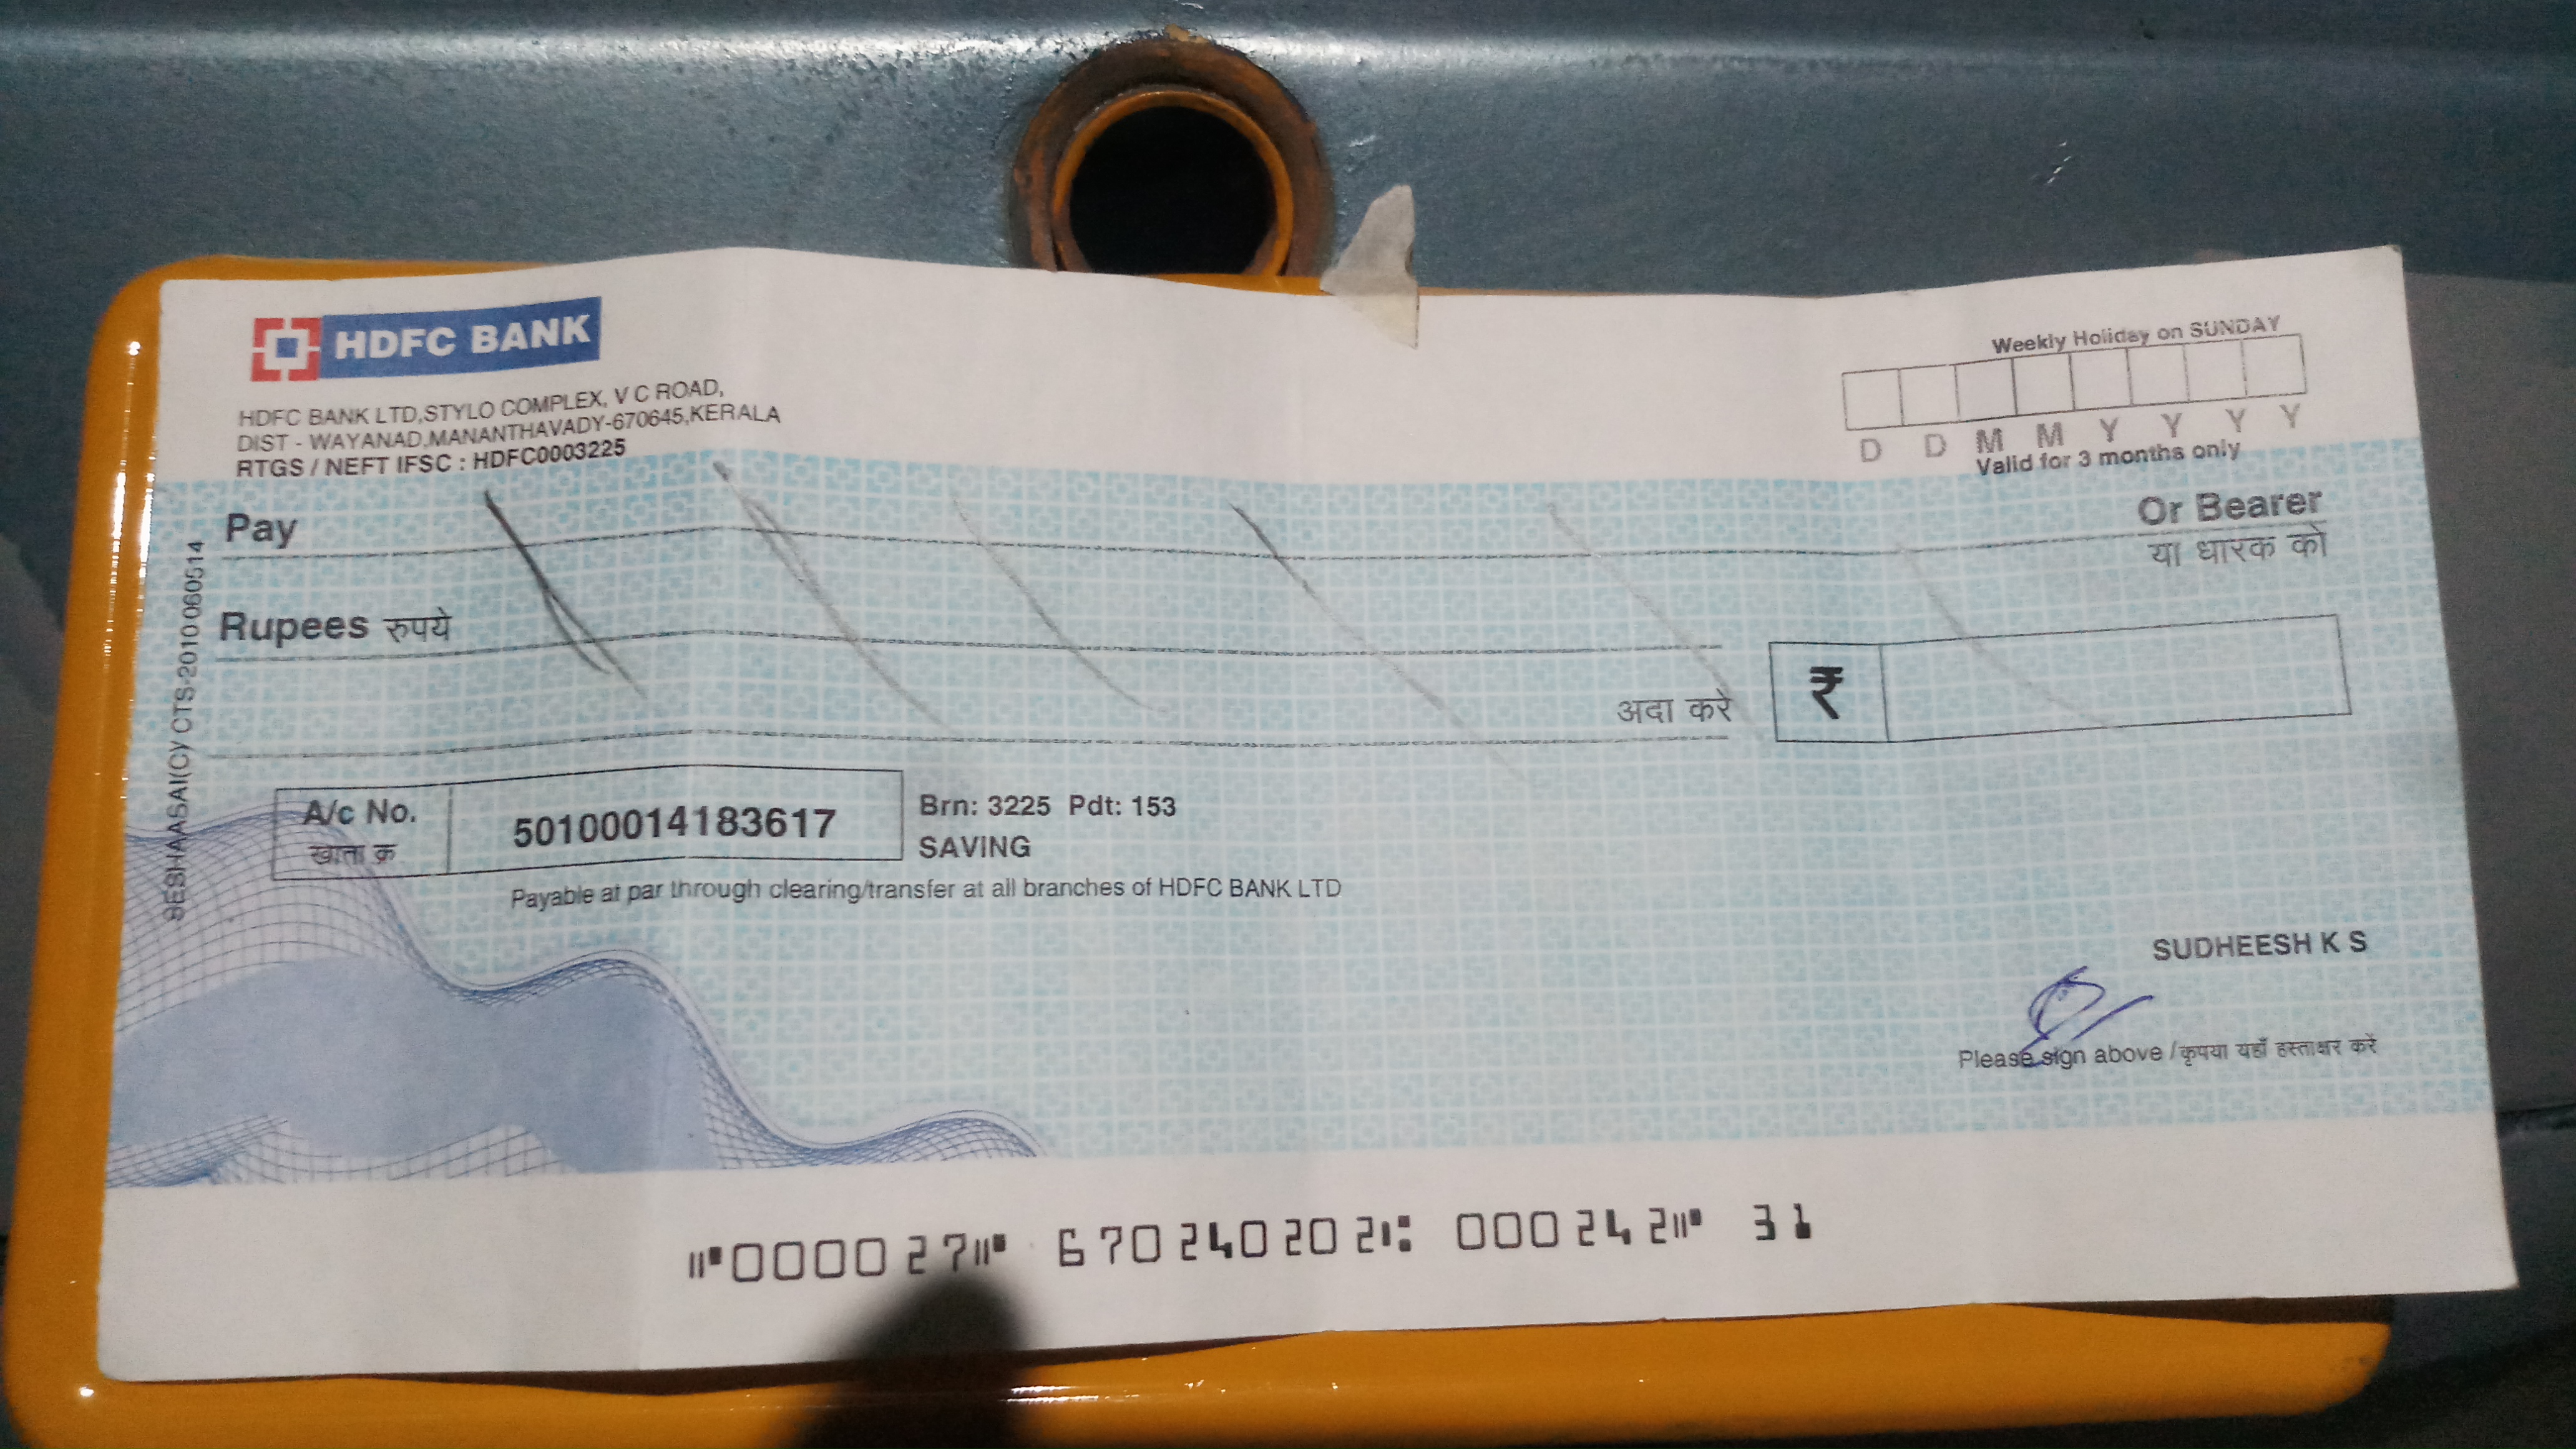 HDFC BANK
HDFC BANK LTD,STYLO COMPLEX, V C ROAD,
DIST - WAYANAD,MANANTHAVADY-670645,KERALA
RTGS / NEFT IFSC : HDFC0003225
Weekly Holiday on SUNDAY
D D M M Y Y Y Y
Valid for 3 months only
Pay
Or Bearer
या धारक को
Rupees रुपये
अदा करें
₹
A/c No.
खाता क्र
50100014183617
Brn: 3225 Pdt: 153
SAVING
Payable at par through clearing/transfer at all branches of HDFC BANK LTD
SUDHEESH K S
Please sign above / कृपया यहाँ हस्ताक्षर करें
SESHAASAI(C)/ CTS-2010 060514
⑈000027⑈ 670240202⑆ 000242⑈ 31